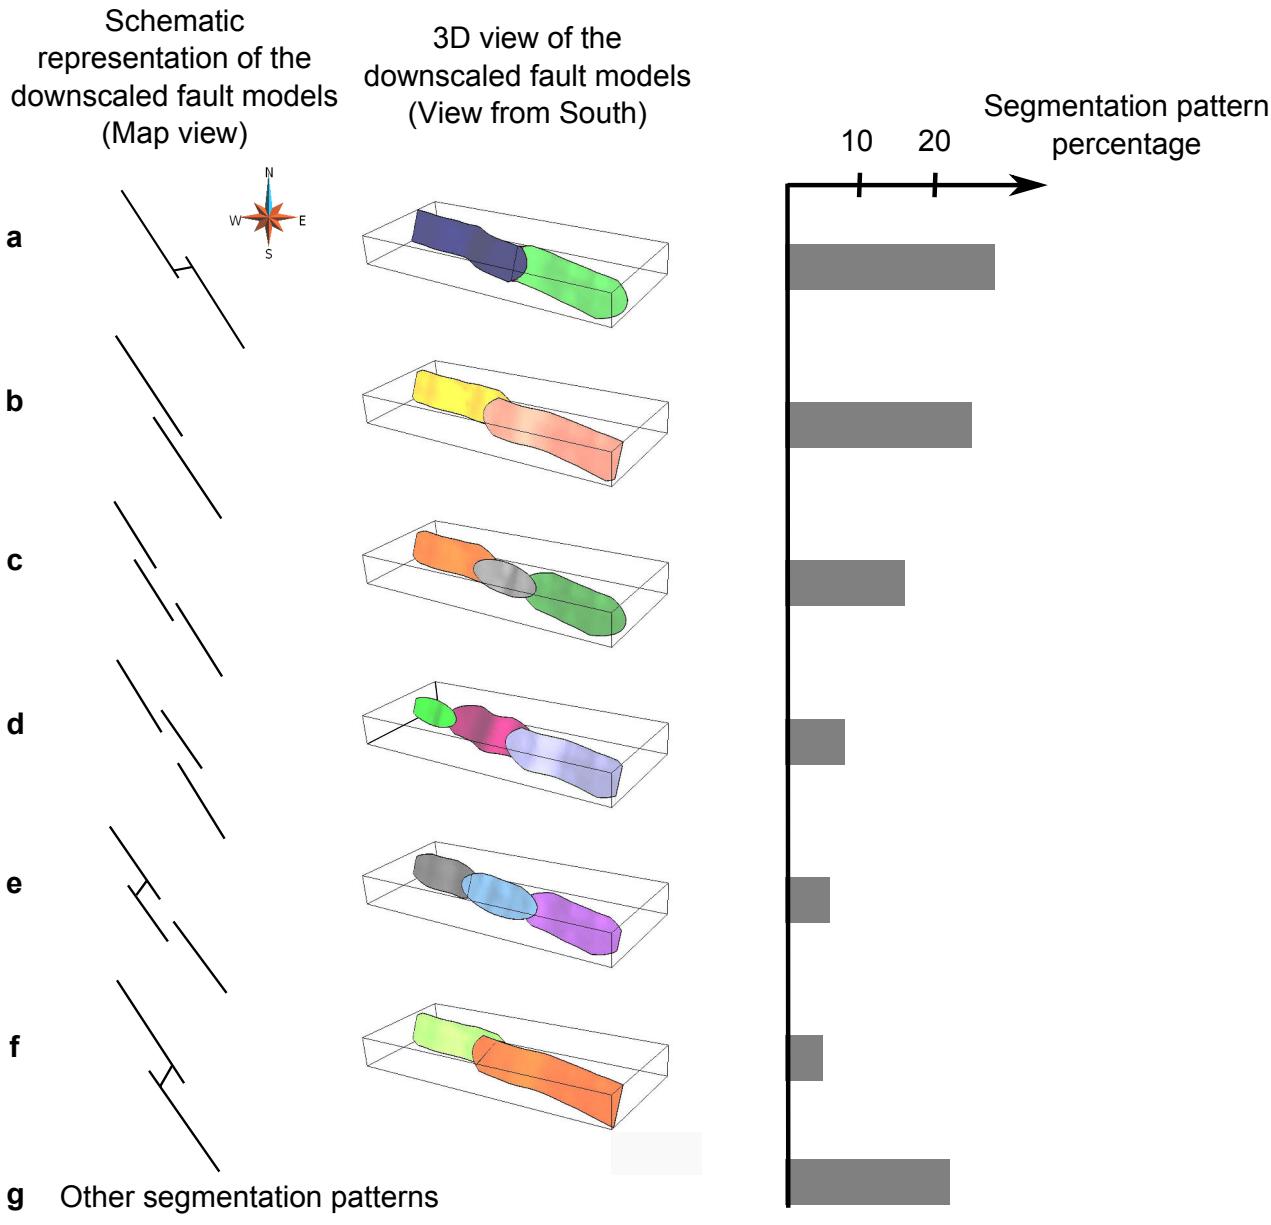 Schematic
representation of the
downscaled fault models
(Map view)
3D view of the
downscaled fault models
(View from South)
Segmentation pattern
percentage
10 20
N
W E
S
a
b
c
d
e
f
g Other segmentation patterns